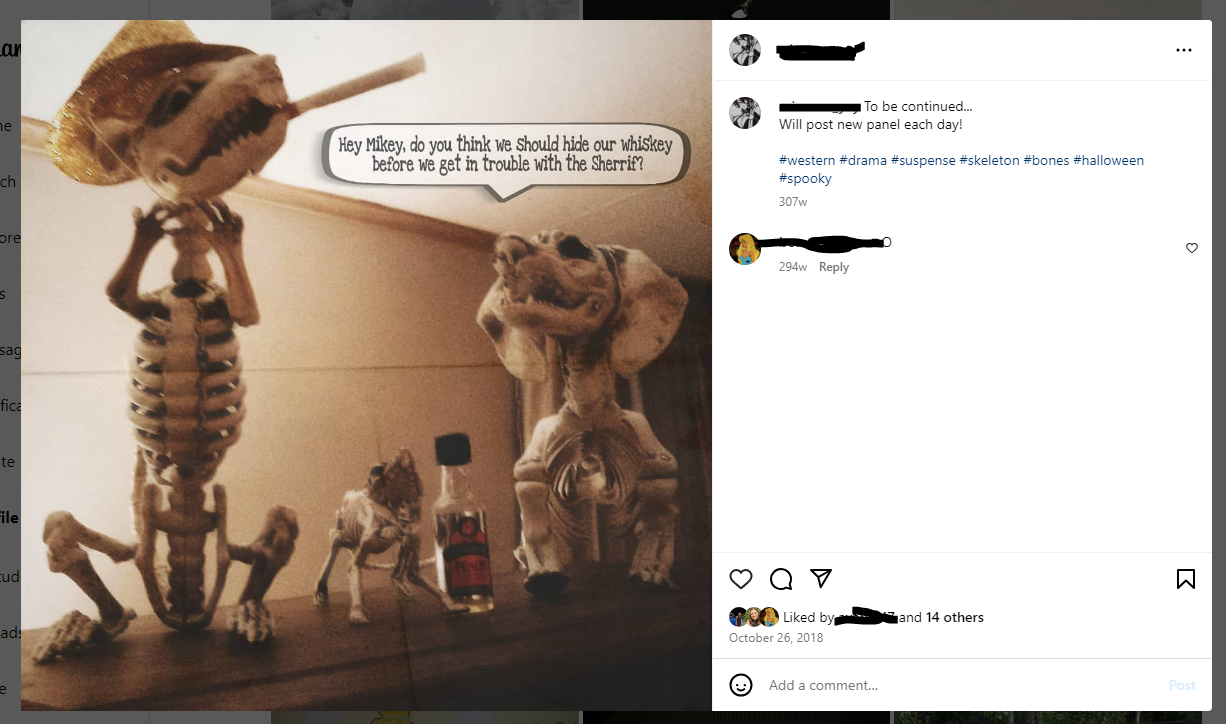 Hey Mikey, do you think we Should hide our whiskey
before we get in trouble with the Sherrif?
To be continued...
Will post new panel each day!
#western #drama #suspense #skeleton #bones #halloween
#spooky
307w
294w Reply
Liked by and 14 others
October 26, 2018
Add a comment...
Post